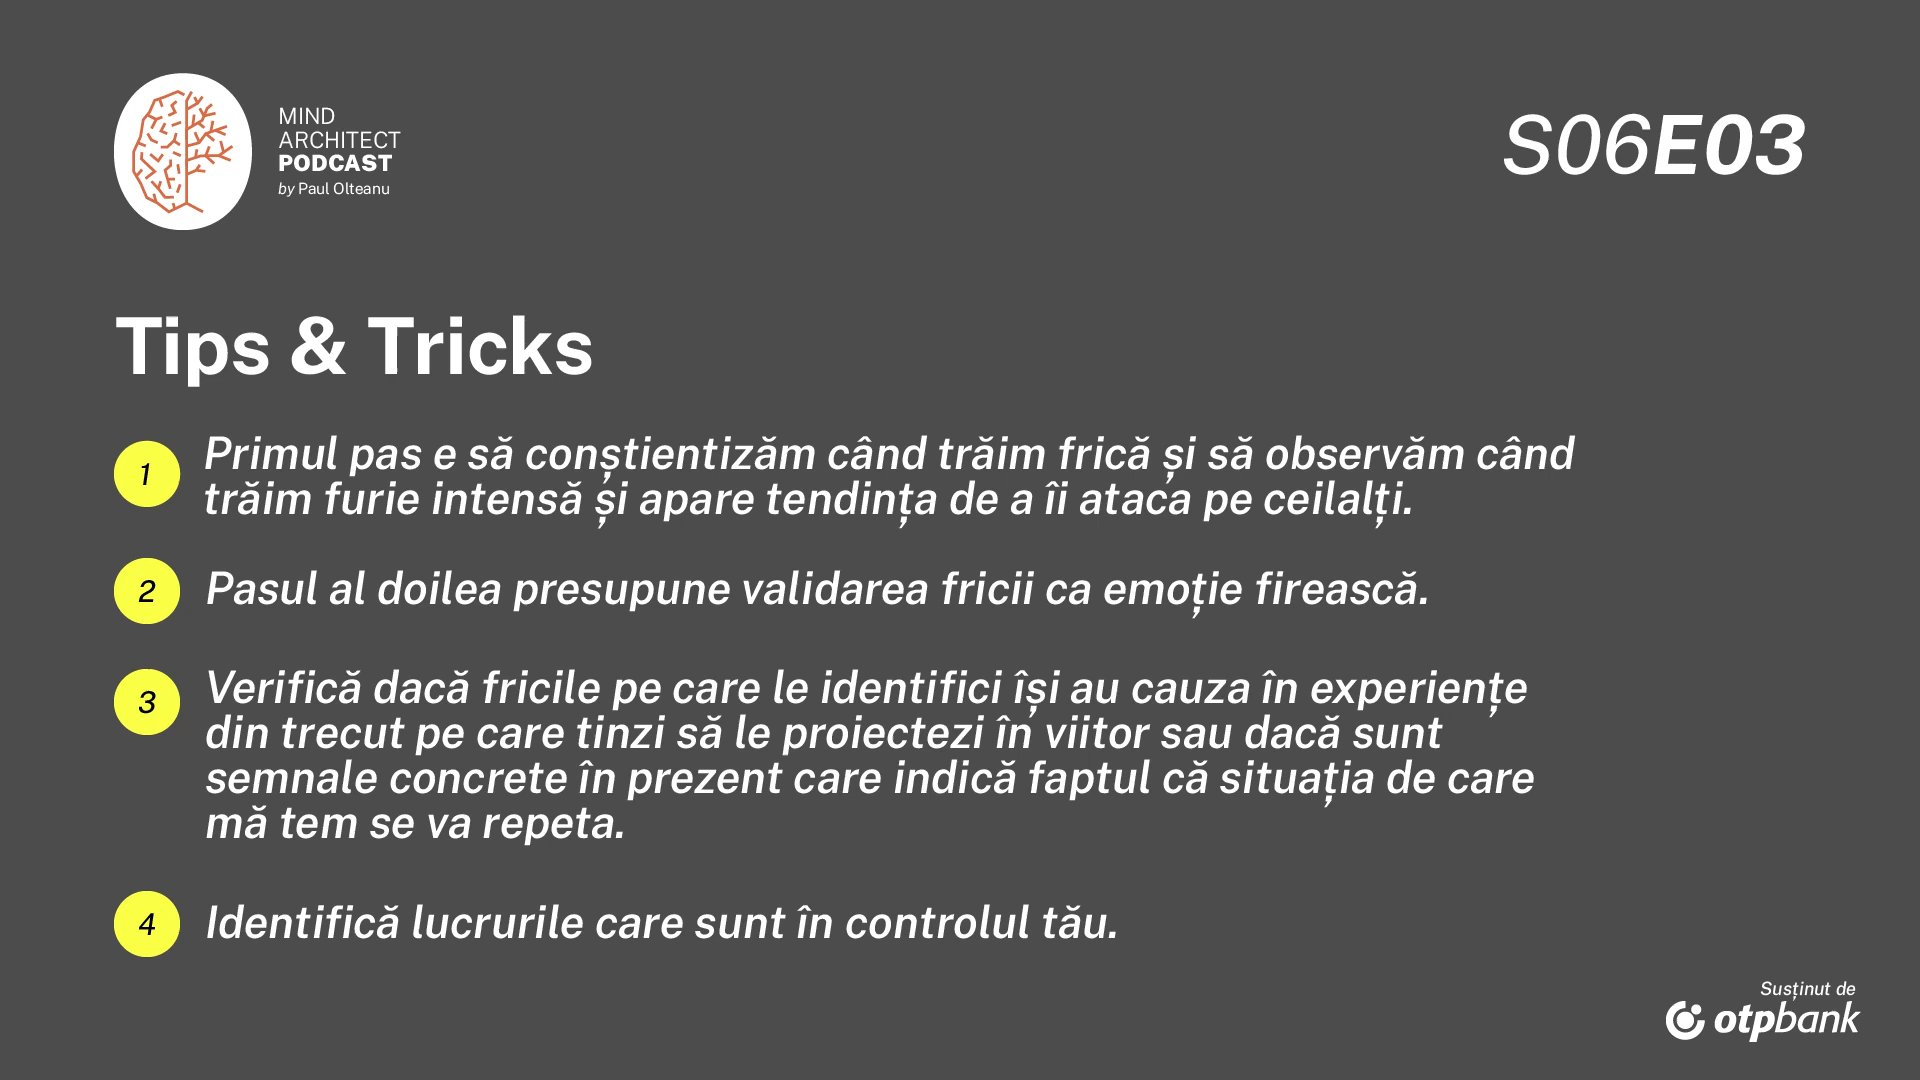 MIND
ARCHITECT
PODCAST
by Paul Olteanu
S06E03
Tips & Tricks
1
Primul pas e să conștientizăm când trăim frică și să observăm când
trăim furie intensă și apare tendința de a îi ataca pe ceilalți.
2
Pasul al doilea presupune validarea fricii ca emoție firească.
3
Verifică dacă fricile pe care le identifici își au cauza în experiențe
din trecut pe care tinzi să le proiectezi în viitor sau dacă sunt
semnale concrete în prezent care indică faptul că situația de care
mă tem se va repeta.
4
Identifică lucrurile care sunt în controlul tău.
Susținut de
otpbank